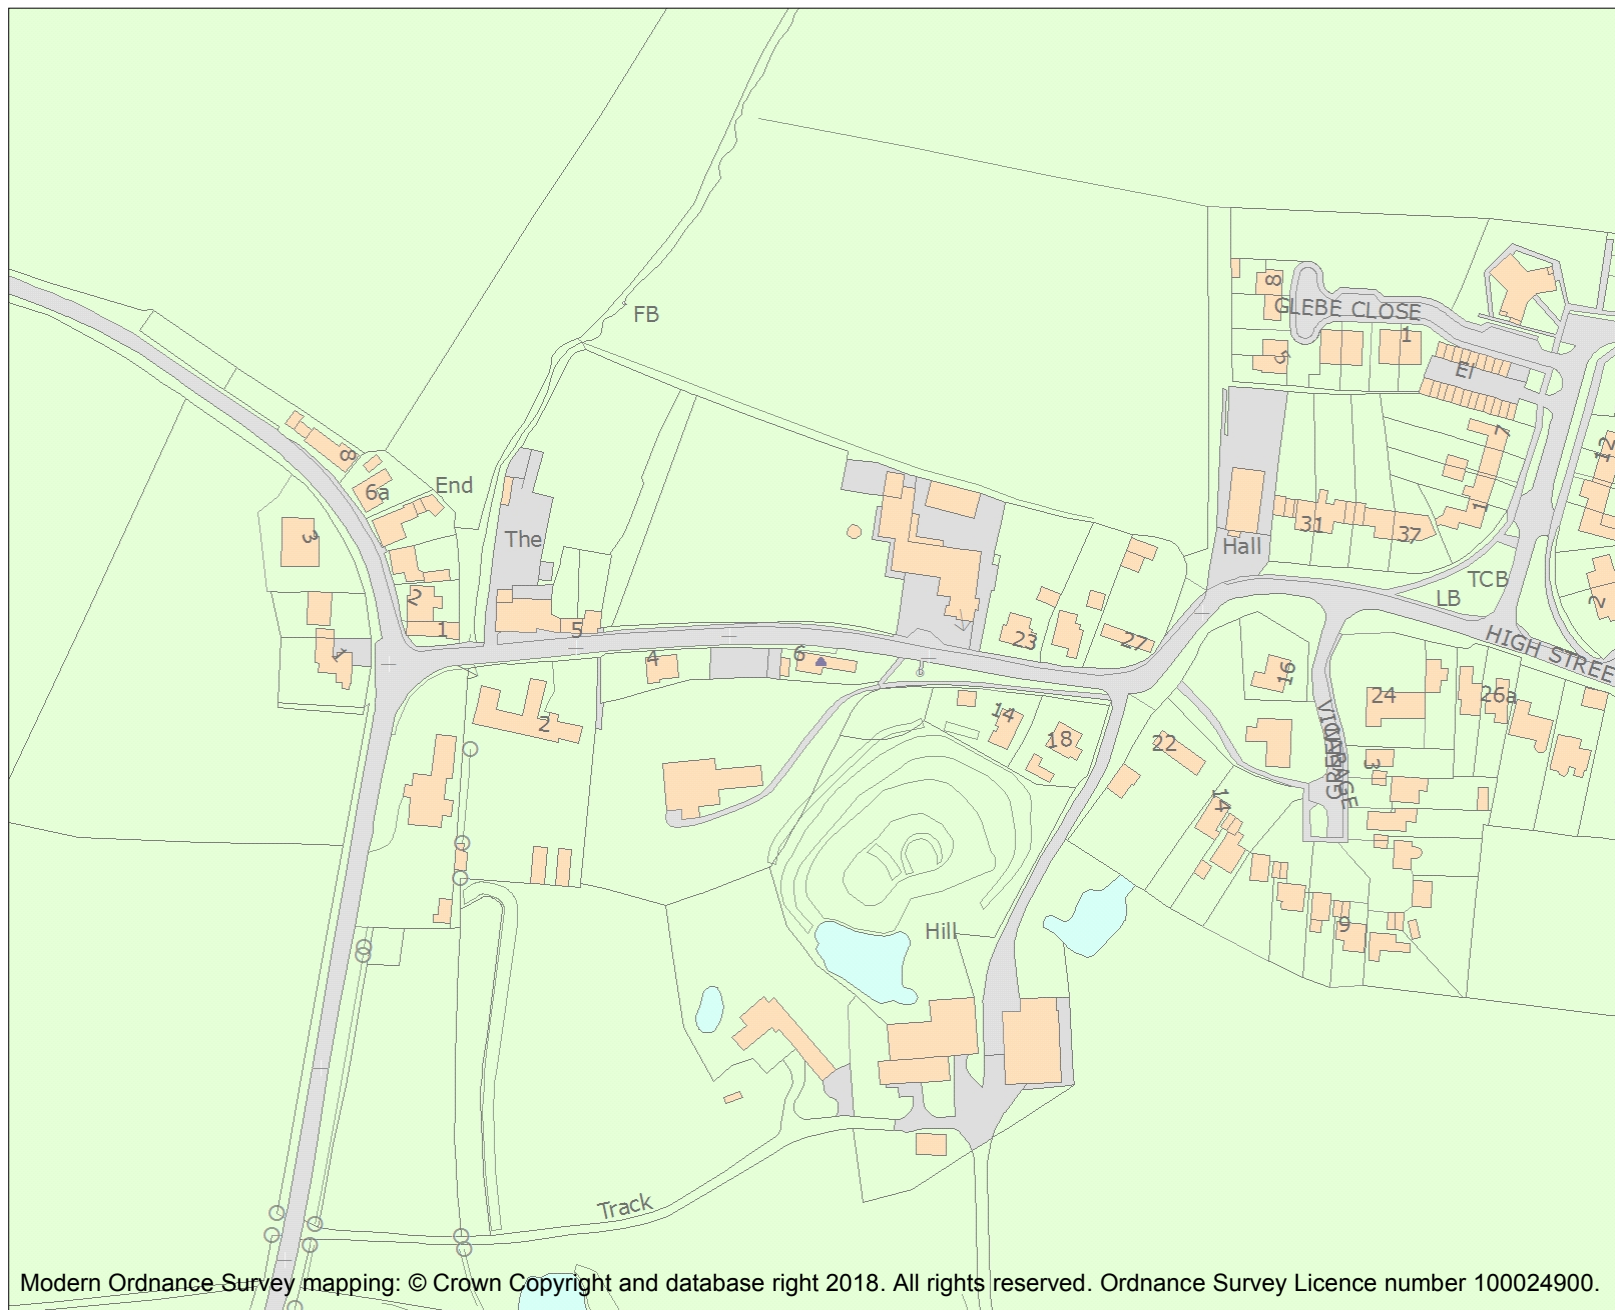 8
GLEBE CLOSE
FB
1
5
El
7
12
8
6a
End
1
31
37
3
The
Hall
TCB
2
LB
2
1
5
23
27
HIGH STREE
1
4
6
16
24
26a
2
14
18
22
VICARAGE
GREEN
3
14
Hill
9
Track
Modern Ordnance Survey mapping: © Crown Copyright and database right 2018. All rights reserved. Ordnance Survey Licence number 100024900.